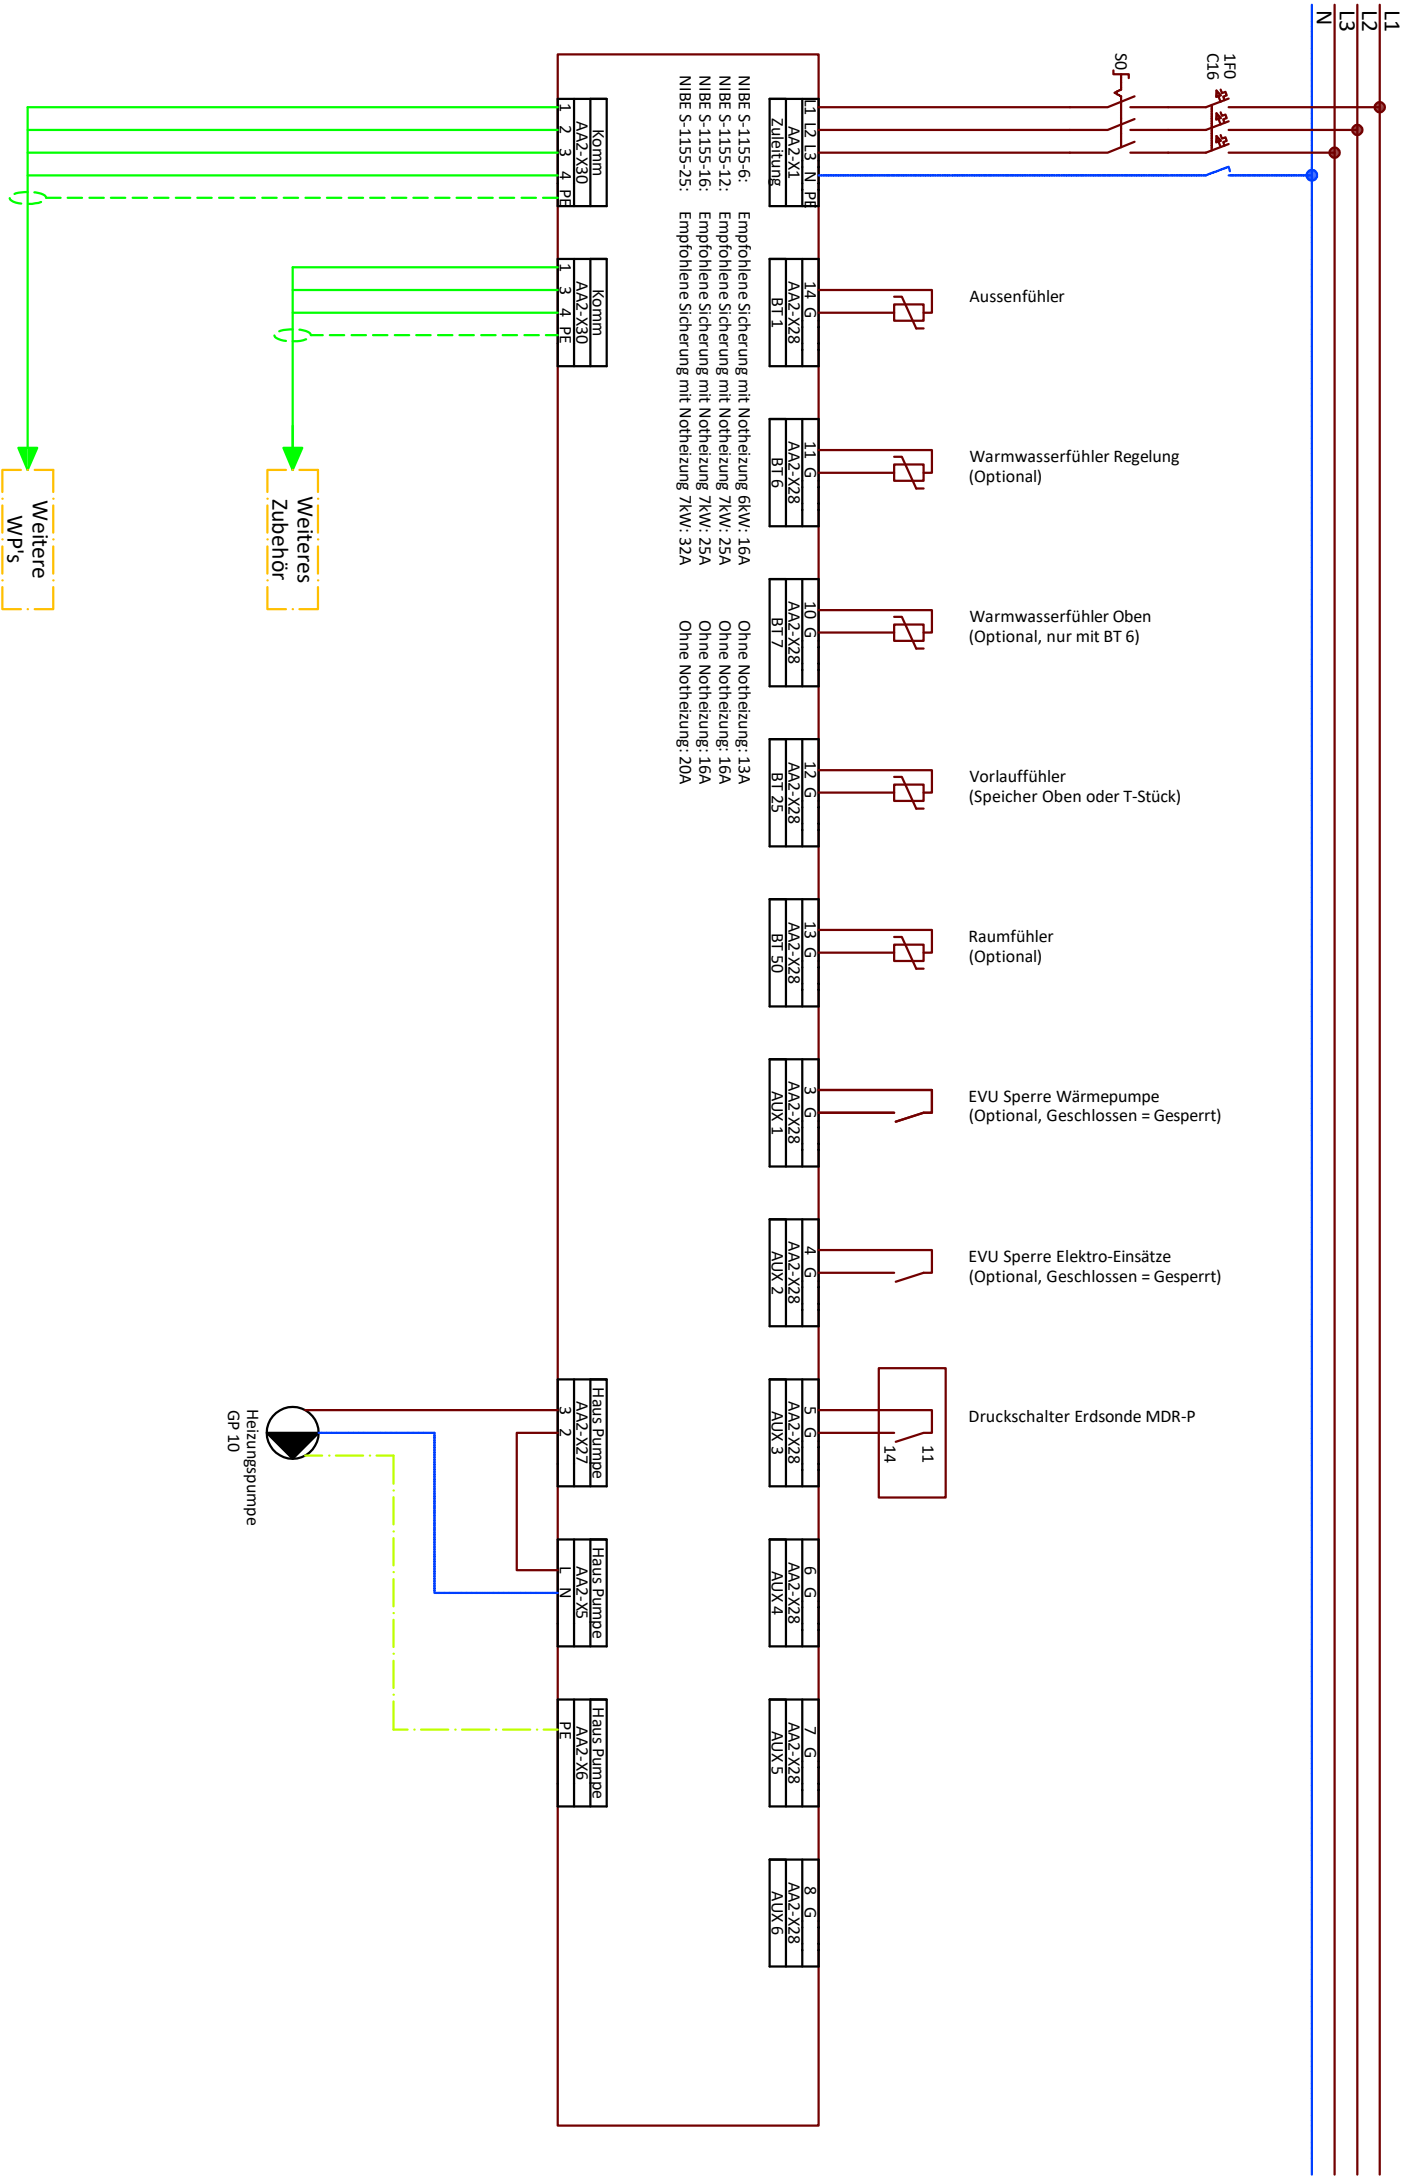 L1
L2
L3
N
1F0
C16
S0
Aussenfühler
Warmwasserfühler Regelung
(Optional)
Warmwasserfühler Oben
(Optional, nur mit BT 6)
Vorlauffühler
(Speicher Oben oder T-Stück)
Raumfühler
(Optional)
EVU Sperre Wärmepumpe
(Optional, Geschlossen = Gesperrt)
EVU Sperre Elektro-Einsätze
(Optional, Geschlossen = Gesperrt)
Druckschalter Erdsonde MDR-P
11
14
L1 L2 L3 N PE
AA2-X1
Zuleitung
14 G
AA2-X28
BT 1
11 G
AA2-X28
BT 6
10 G
AA2-X28
BT 7
12 G
AA2-X28
BT 25
13 G
AA2-X28
BT 50
3 G
AA2-X28
AUX 1
4 G
AA2-X28
AUX 2
5 G
AA2-X28
AUX 3
6 G
AA2-X28
AUX 4
7 G
AA2-X28
AUX 5
8 G
AA2-X28
AUX 6
NIBE S-1155-6: Empfohlene Sicherung mit Notheizung 6kW: 16A Ohne Notheizung: 13A
NIBE S-1155-12: Empfohlene Sicherung mit Notheizung 7kW: 25A Ohne Notheizung: 16A
NIBE S-1155-16: Empfohlene Sicherung mit Notheizung 7kW: 25A Ohne Notheizung: 16A
NIBE S-1155-25: Empfohlene Sicherung mit Notheizung 7kW: 32A Ohne Notheizung: 20A
Komm
AA2-X30
1 2 3 4 PE
Komm
AA2-X30
1 3 4 PE
Haus Pumpe
AA2-X27
3 2
Haus Pumpe
AA2-X5
L N
Haus Pumpe
AA2-X6
PE
Weiteres
Zubehör
Heizungspumpe
GP 10
Weitere
WP's